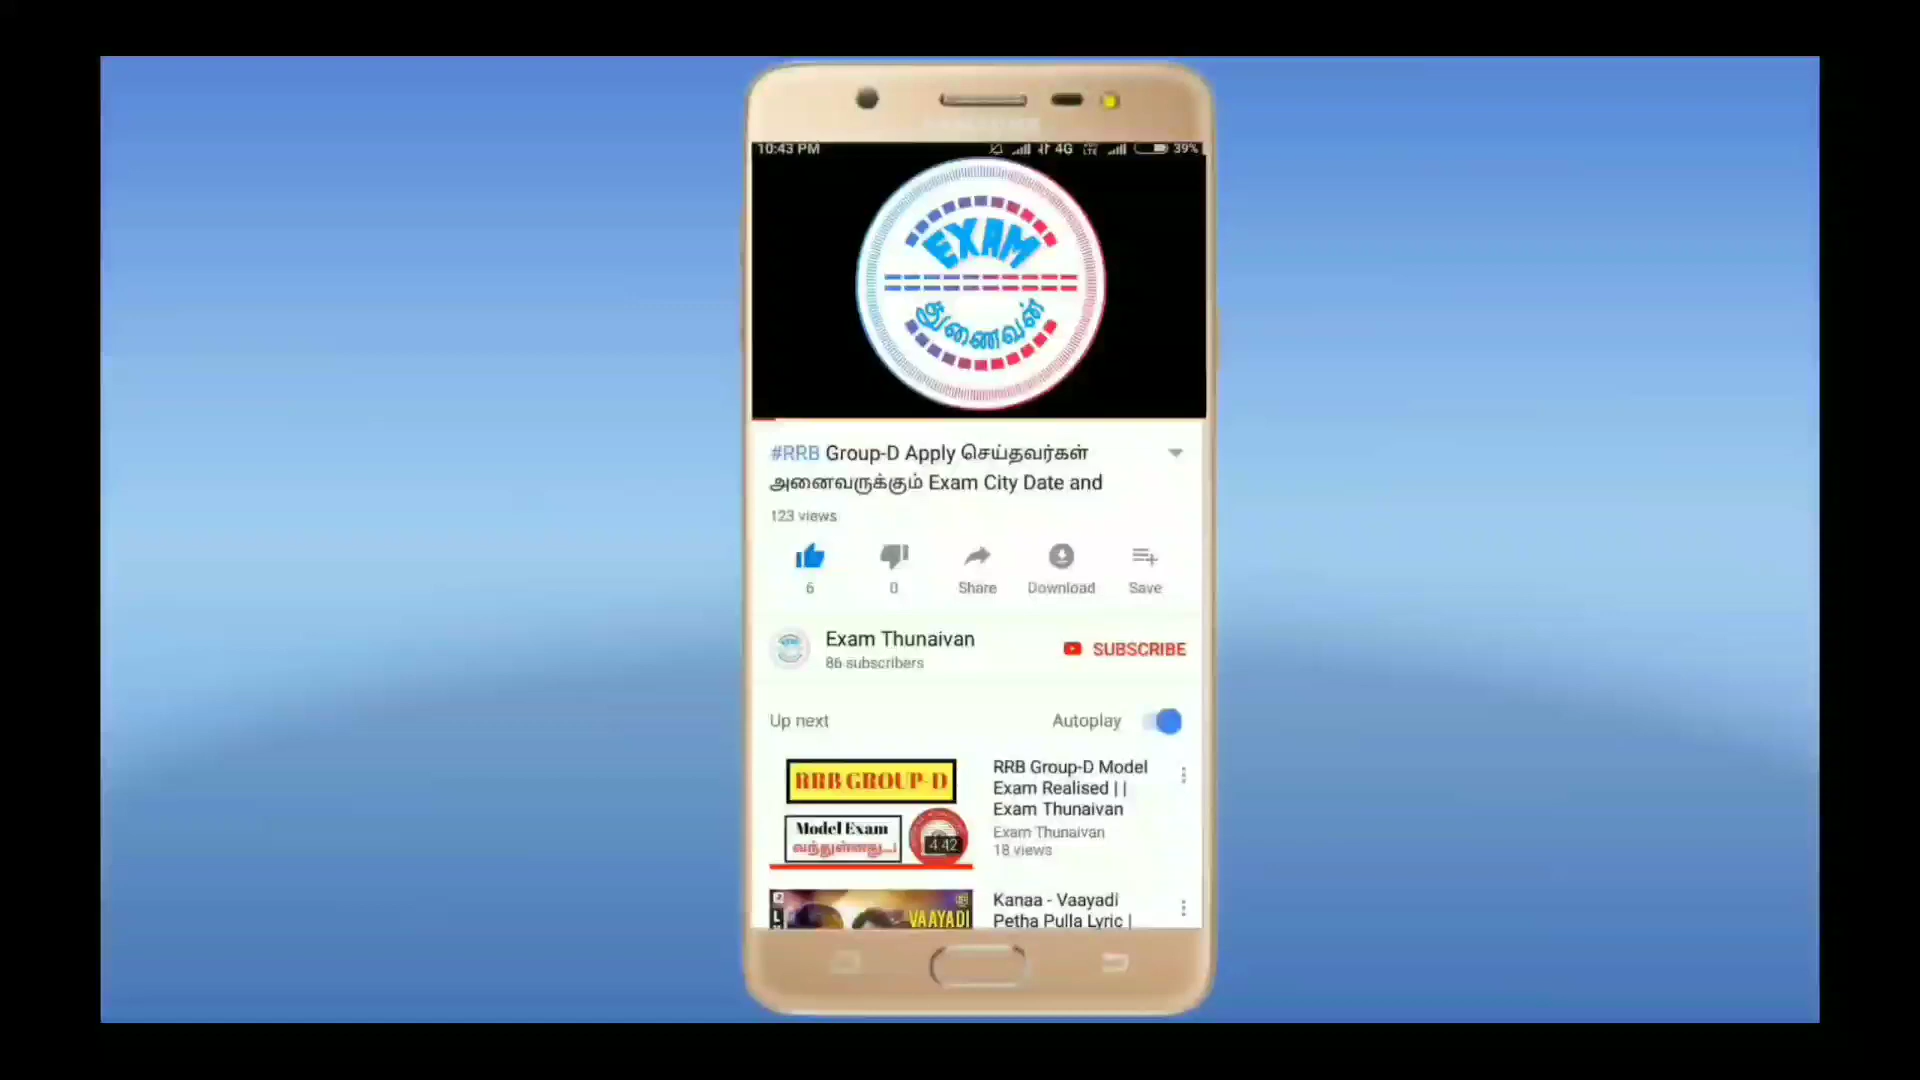 10:43 PM
4G
39%
EXAM
துணைவன்
#RRB Group-D Apply செய்தவர்கள்
அனைவருக்கும் Exam City Date and
123 views
6
0
Share
Download
Save
Exam Thunaivan
86 subscribers
SUBSCRIBE
Up next
Autoplay
RRB GROUP-D
Model Exam
வந்துள்ளது...!
4:42
RRB Group-D Model
Exam Realised ||
Exam Thunaivan
Exam Thunaivan
18 views
VAAYADI
Kanaa - Vaayadi
Petha Pulla Lyric |